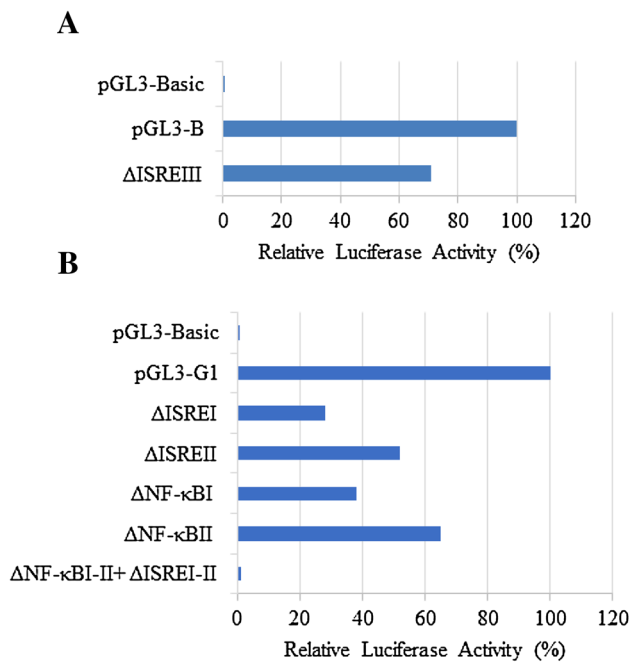 A
pGL3-Basic
pGL3-B
ΔISREIII
0 20 40 60 80 100 120
Relative Luciferase Activity (%)
B
pGL3-Basic
pGL3-G1
ΔISREI
ΔISREII
ΔNF-κBI
ΔNF-κBII
ΔNF-κBI-II+ΔISREI-II
0 20 40 60 80 100 120
Relative Luciferase Activity (%)